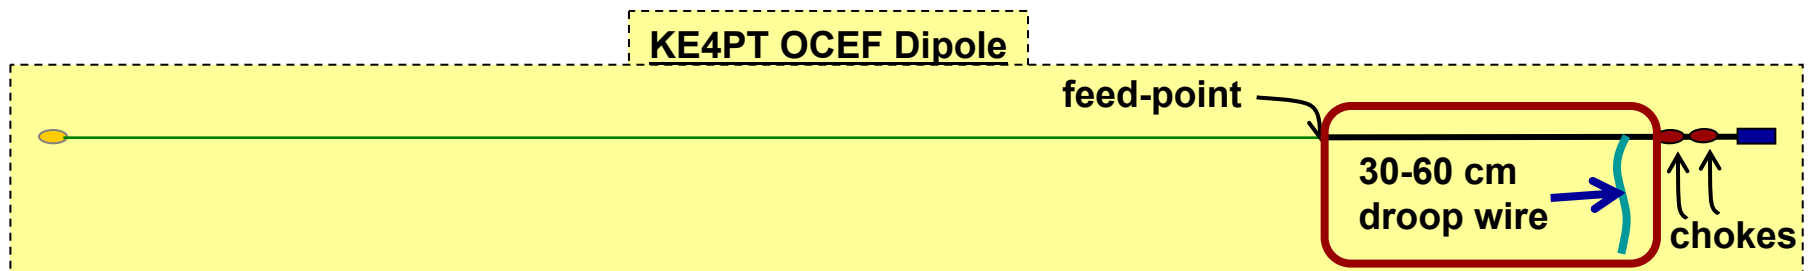 KE4PT OCEF Dipole
feed-point
30-60 cm
droop wire
chokes